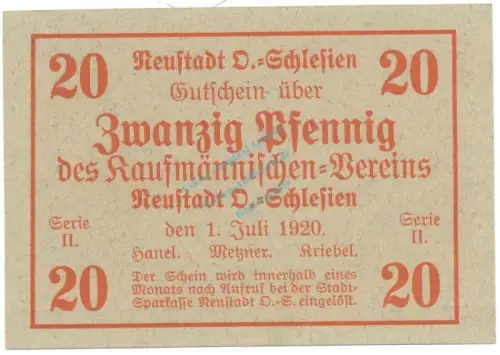 20 Neustadt O.=Schlesien 20
Gutschein über
Zwanzig Pfennig
des Kaufmännischen=Vereins
Neustadt O.=Schlesien
Serie II. den 1. Juli 1920. Serie II.
Hanel. Metzner. Kriebel.
20 Der Schein wird innerhalb eines 20
Monats nach Aufruf bei der Stadt-
Sparkasse Neustadt O.-S. eingelöst.